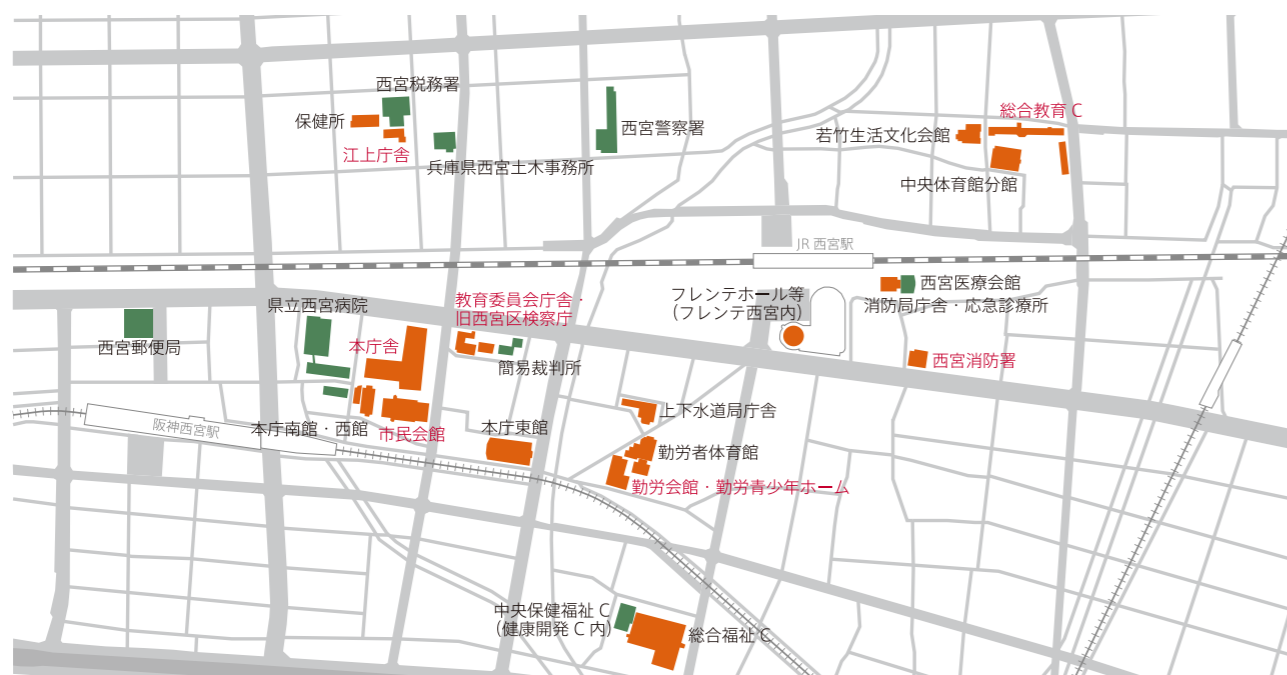 西宮税務署
保健所
江上庁舎
兵庫県西宮土木事務所
西宮警察署
総合教育 C
若竹生活文化会館
中央体育館分館
JR 西宮駅
西宮医療会館
消防局庁舎・応急診療所
フレンテホール等
(フレンテ西宮内)
教育委員会庁舎・
旧西宮区検察庁
県立西宮病院
西宮郵便局
本庁舎
簡易裁判所
西宮消防署
阪神西宮駅
本庁南館・西館
市民会館
本庁東館
上下水道局庁舎
勤労者体育館
勤労会館・勤労青少年ホーム
中央保健福祉 C
(健康開発 C 内)
総合福祉 C